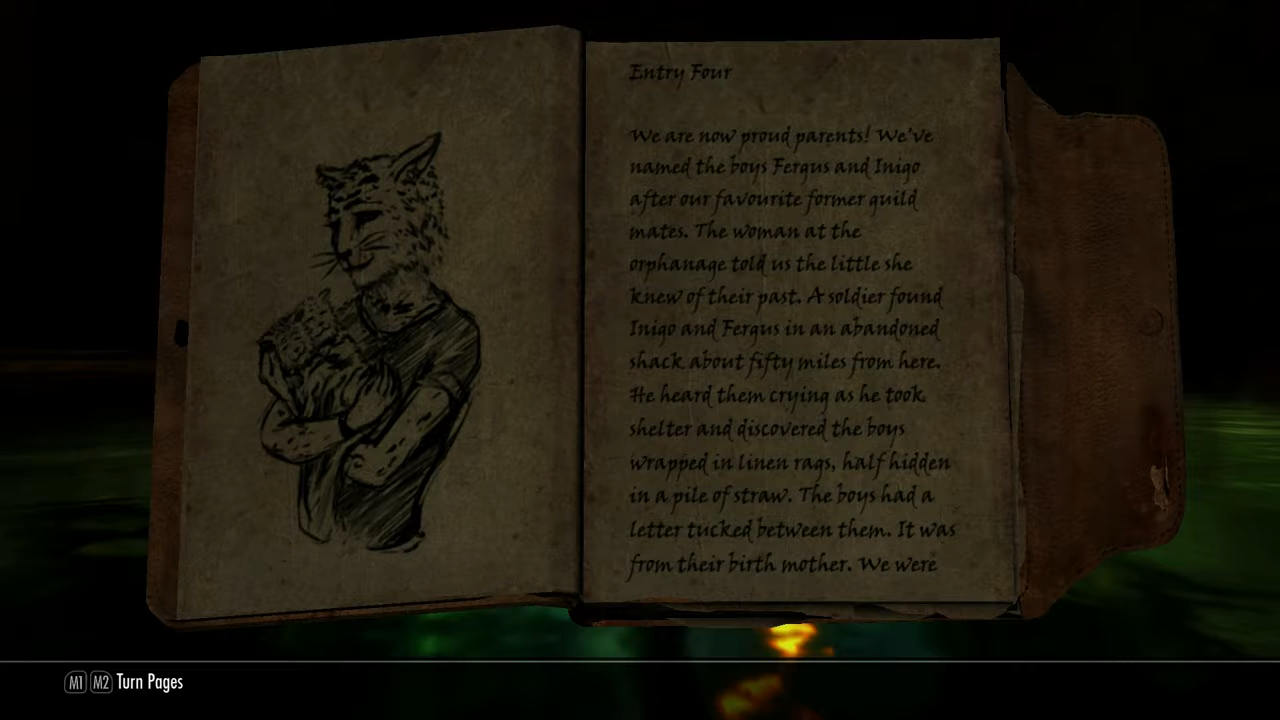 Entry Four
We are now proud parents! We've
named the boys Fergus and Inigo
after our favourite former guild
mates. The woman at the
orphanage told us the little she
knew of their past. A soldier found
Inigo and Fergus in an abandoned
shack about fifty miles from here.
He heard them crying as he took
shelter and discovered the boys
wrapped in linen rags, half hidden
in a pile of straw. The boys had a
letter tucked between them. It was
from their birth mother. We were
M1 M2 Turn Pages